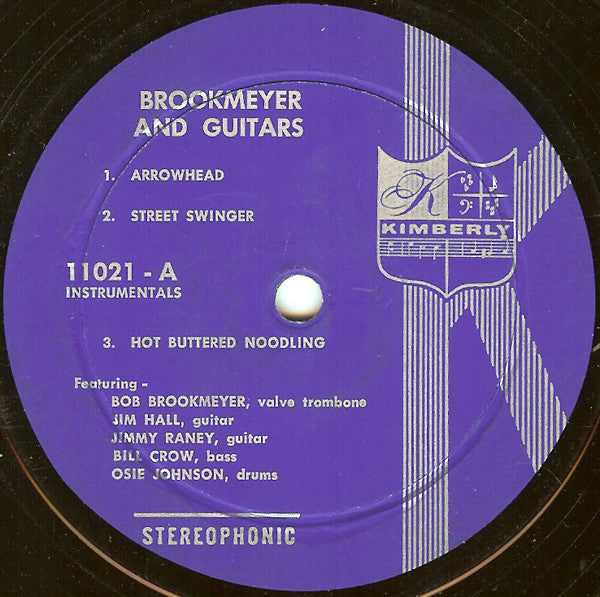 BROOKMEYER
AND GUITARS
1. ARROWHEAD
2. STREET SWINGER
K
KIMBERLY
11021 - A
INSTRUMENTALS
3. HOT BUTTERED NOODLING
Featuring -
BOB BROOKMEYER, valve trombone
JIM HALL, guitar
JIMMY RANEY, guitar
BILL CROW, bass
OSIE JOHNSON, drums
STEREOPHONIC